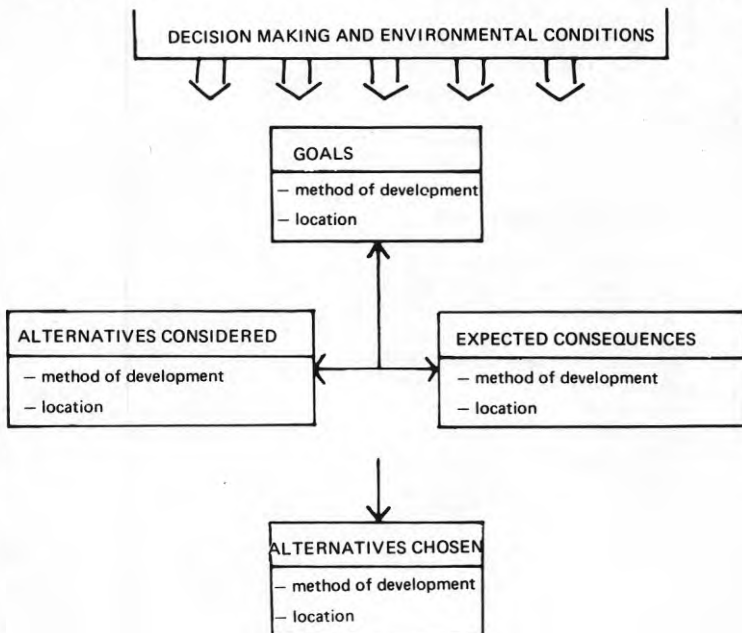 DECISION MAKING AND ENVIRONMENTAL CONDITIONS
GOALS
– method of development
– location
ALTERNATIVES CONSIDERED
– method of development
– location
EXPECTED CONSEQUENCES
– method of development
– location
ALTERNATIVES CHOSEN
– method of development
– location